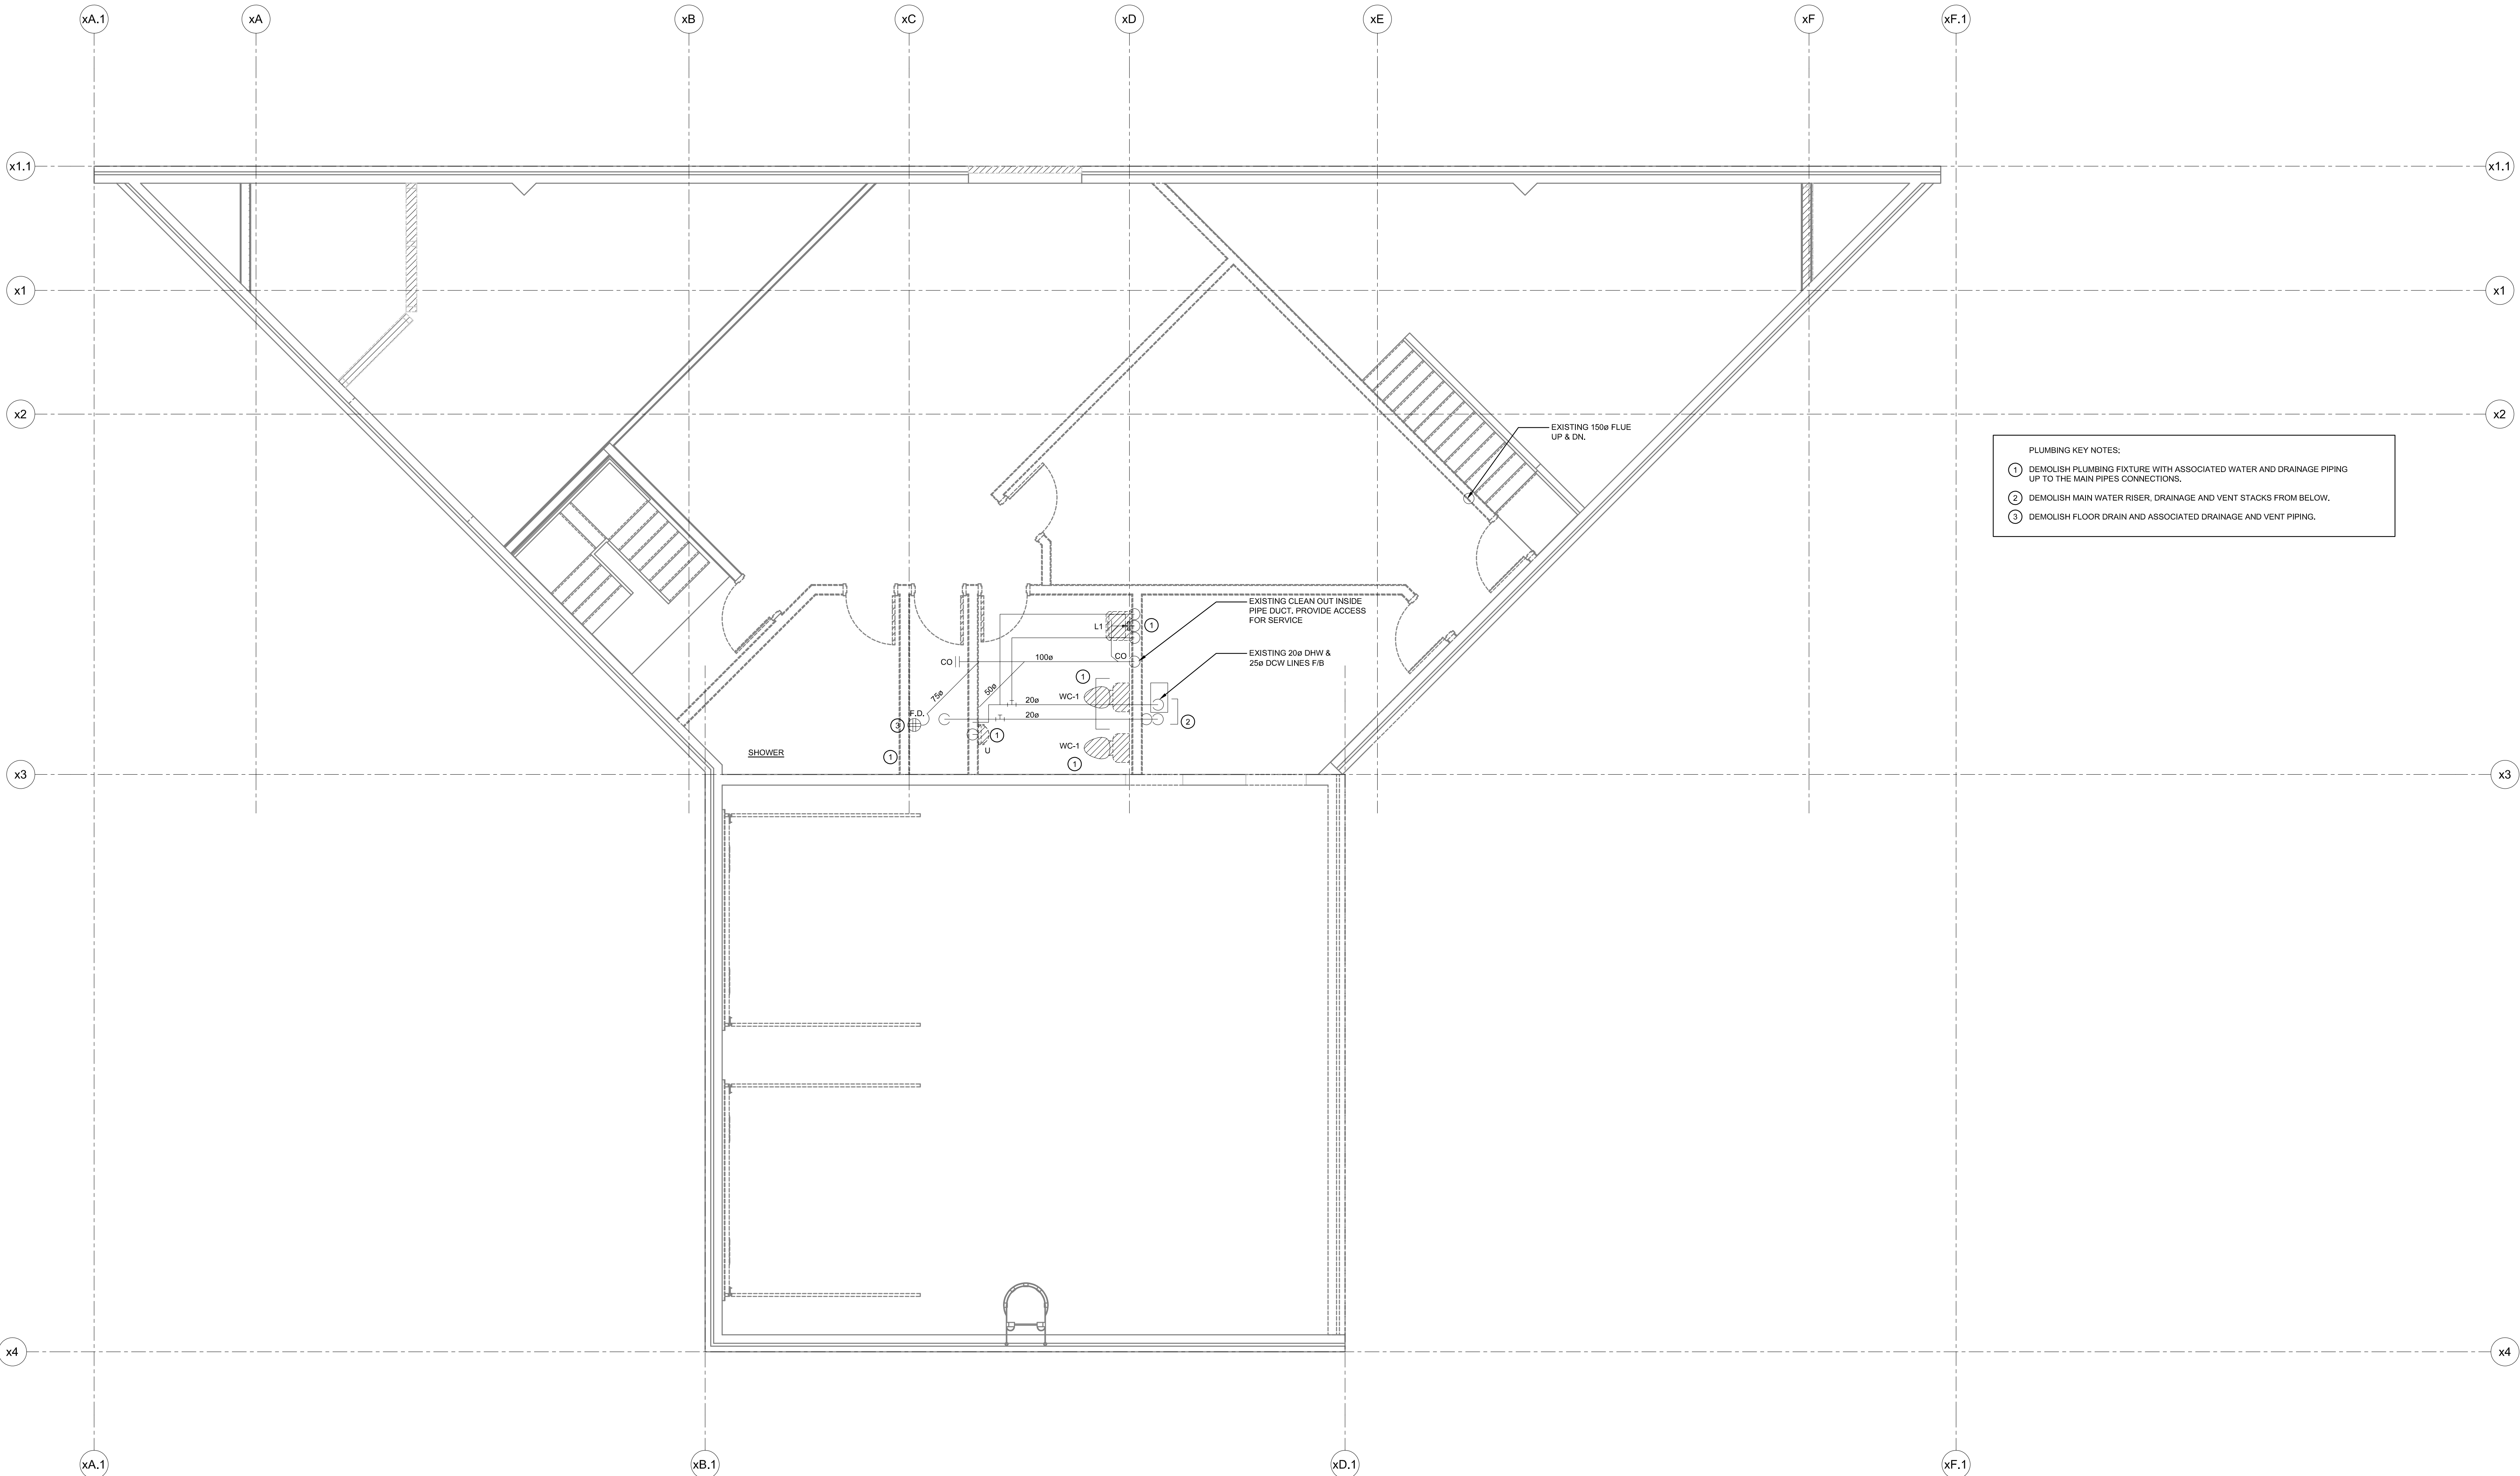 xA.1
xA
xB
xC
xD
xE
xF
xF.1
x1.1
x1.1
x1
x1
x2
x2
EXISTING 150ø FLUE
UP & DN.
PLUMBING KEY NOTES:
1 DEMOLISH PLUMBING FIXTURE WITH ASSOCIATED WATER AND DRAINAGE PIPING
UP TO THE MAIN PIPES CONNECTIONS.
2 DEMOLISH MAIN WATER RISER, DRAINAGE AND VENT STACKS FROM BELOW.
3 DEMOLISH FLOOR DRAIN AND ASSOCIATED DRAINAGE AND VENT PIPING.
EXISTING CLEAN OUT INSIDE
PIPE DUCT. PROVIDE ACCESS
FOR SERVICE
L1
1
CO
100ø
CO
EXISTING 20ø DHW &
25ø DCW LINES F/B
1
75ø
50ø
WC-1
20ø
F.D.
20ø
3
2
1
U
WC-1
SHOWER
1
1
x3
x3
x4
x4
xA.1
xB.1
xD.1
xF.1